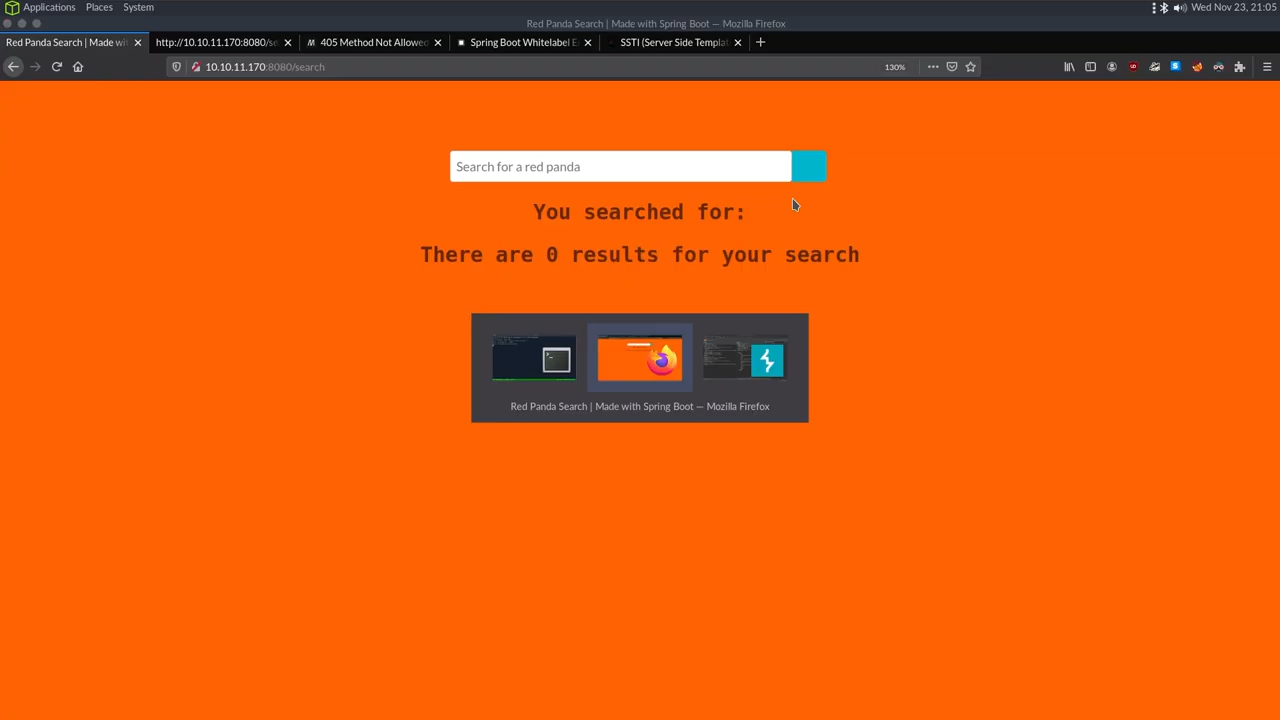 Applications Places System
Wed Nov 23, 21:05
Red Panda Search | Made with Spring Boot — Mozilla Firefox
Red Panda Search | Made wi
http://10.10.11.170:8080/se
405 Method Not Allowed
Spring Boot Whitelabel E
SSTI (Server Side Templat
10.10.11.170:8080/search
130%
Search for a red panda
You searched for:
There are 0 results for your search
Red Panda Search | Made with Spring Boot — Mozilla Firefox